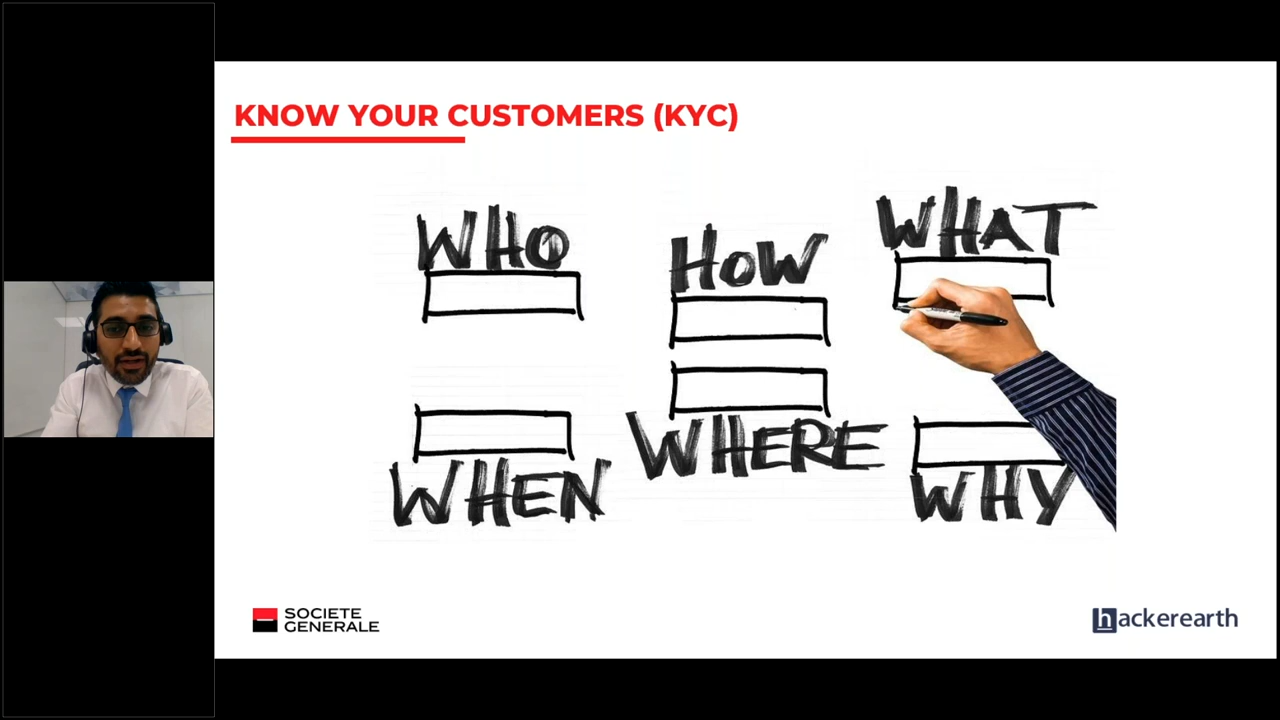 KNOW YOUR CUSTOMERS (KYC)
WHO
HOW
WHAT
WHEN
WHERE
WHY
SOCIETE
GENERALE
hackerearth